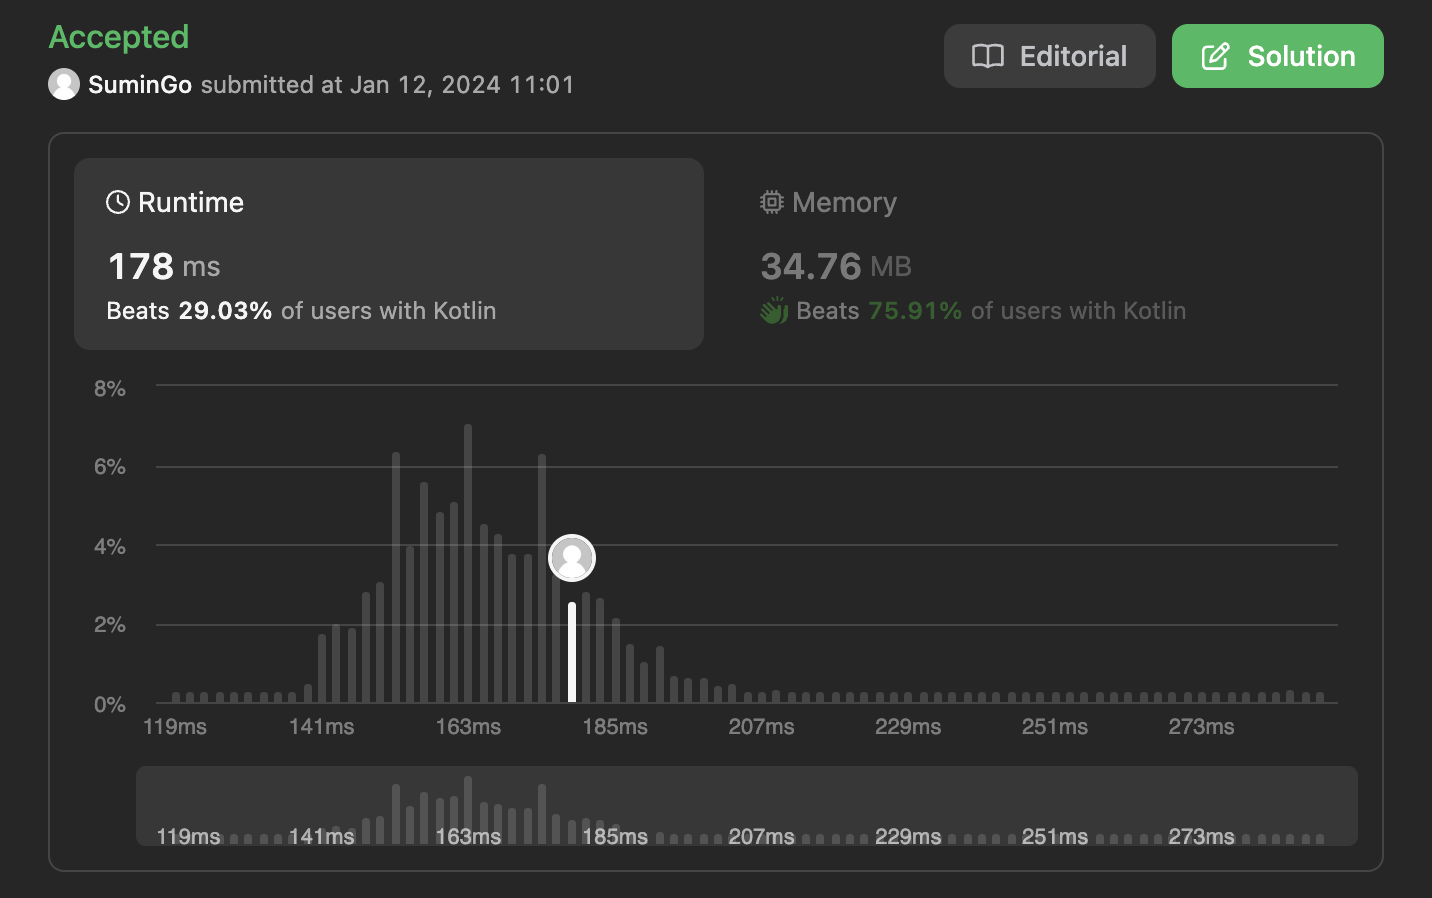 Accepted
SuminGo submitted at Jan 12, 2024 11:01
Editorial
Solution
Runtime
178 ms
Beats 29.03% of users with Kotlin
Memory
34.76 MB
Beats 75.91% of users with Kotlin
8%
6%
4%
2%
0%
119ms 141ms 163ms 185ms 207ms 229ms 251ms 273ms
119ms 141ms 163ms 185ms 207ms 229ms 251ms 273ms